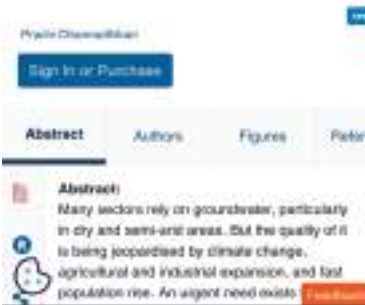 Sign In or Purchase
Abstract Authors Figures
Abstract:
Many sectors rely on groundwater, particularly
in dry and semi-arid areas. But the quality of it
is being jeopardised by climate change,
agricultural and industrial expansion, and fast
population rise. An urgent need exists
Feedback